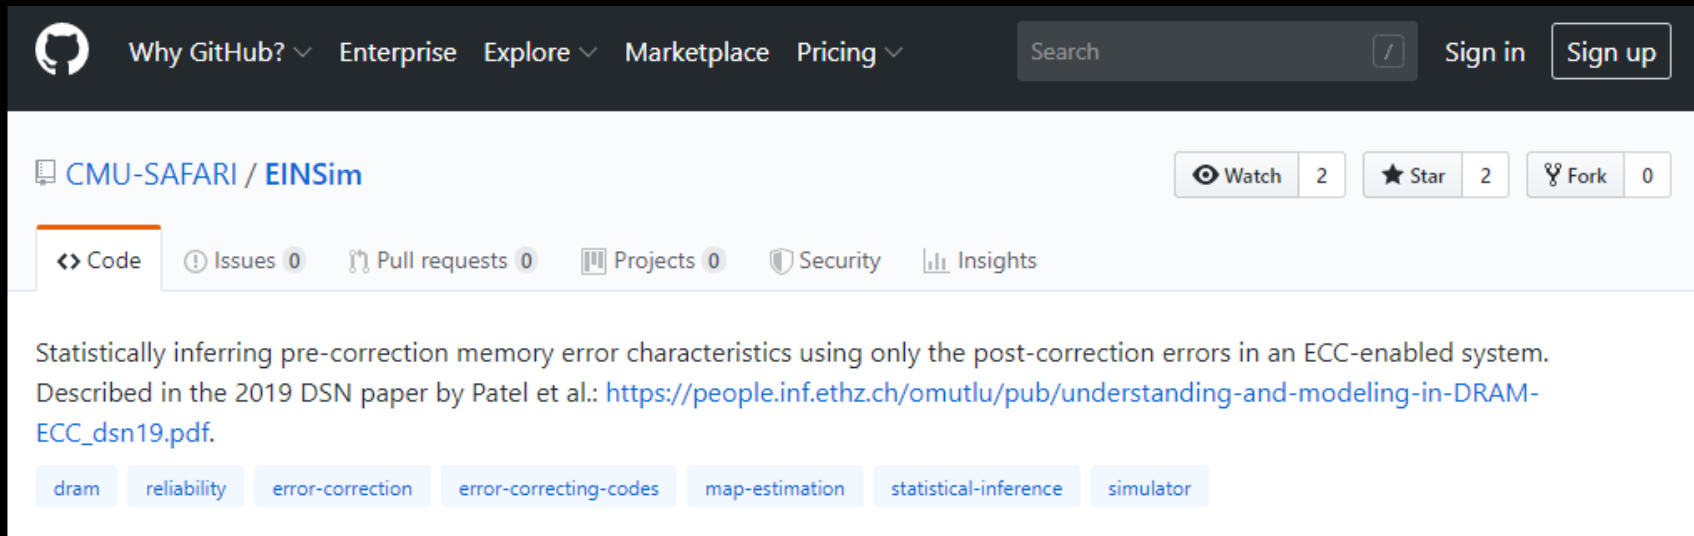 Why GitHub? Enterprise Explore Marketplace Pricing Search / Sign in Sign up
CMU-SAFARI / EINSim Watch 2 Star 2 Fork 0
Code Issues 0 Pull requests 0 Projects 0 Security Insights
Statistically inferring pre-correction memory error characteristics using only the post-correction errors in an ECC-enabled system.
Described in the 2019 DSN paper by Patel et al.: https://people.inf.ethz.ch/omutlu/pub/understanding-and-modeling-in-DRAM-
ECC_dsn19.pdf.
dram reliability error-correction error-correcting-codes map-estimation statistical-inference simulator